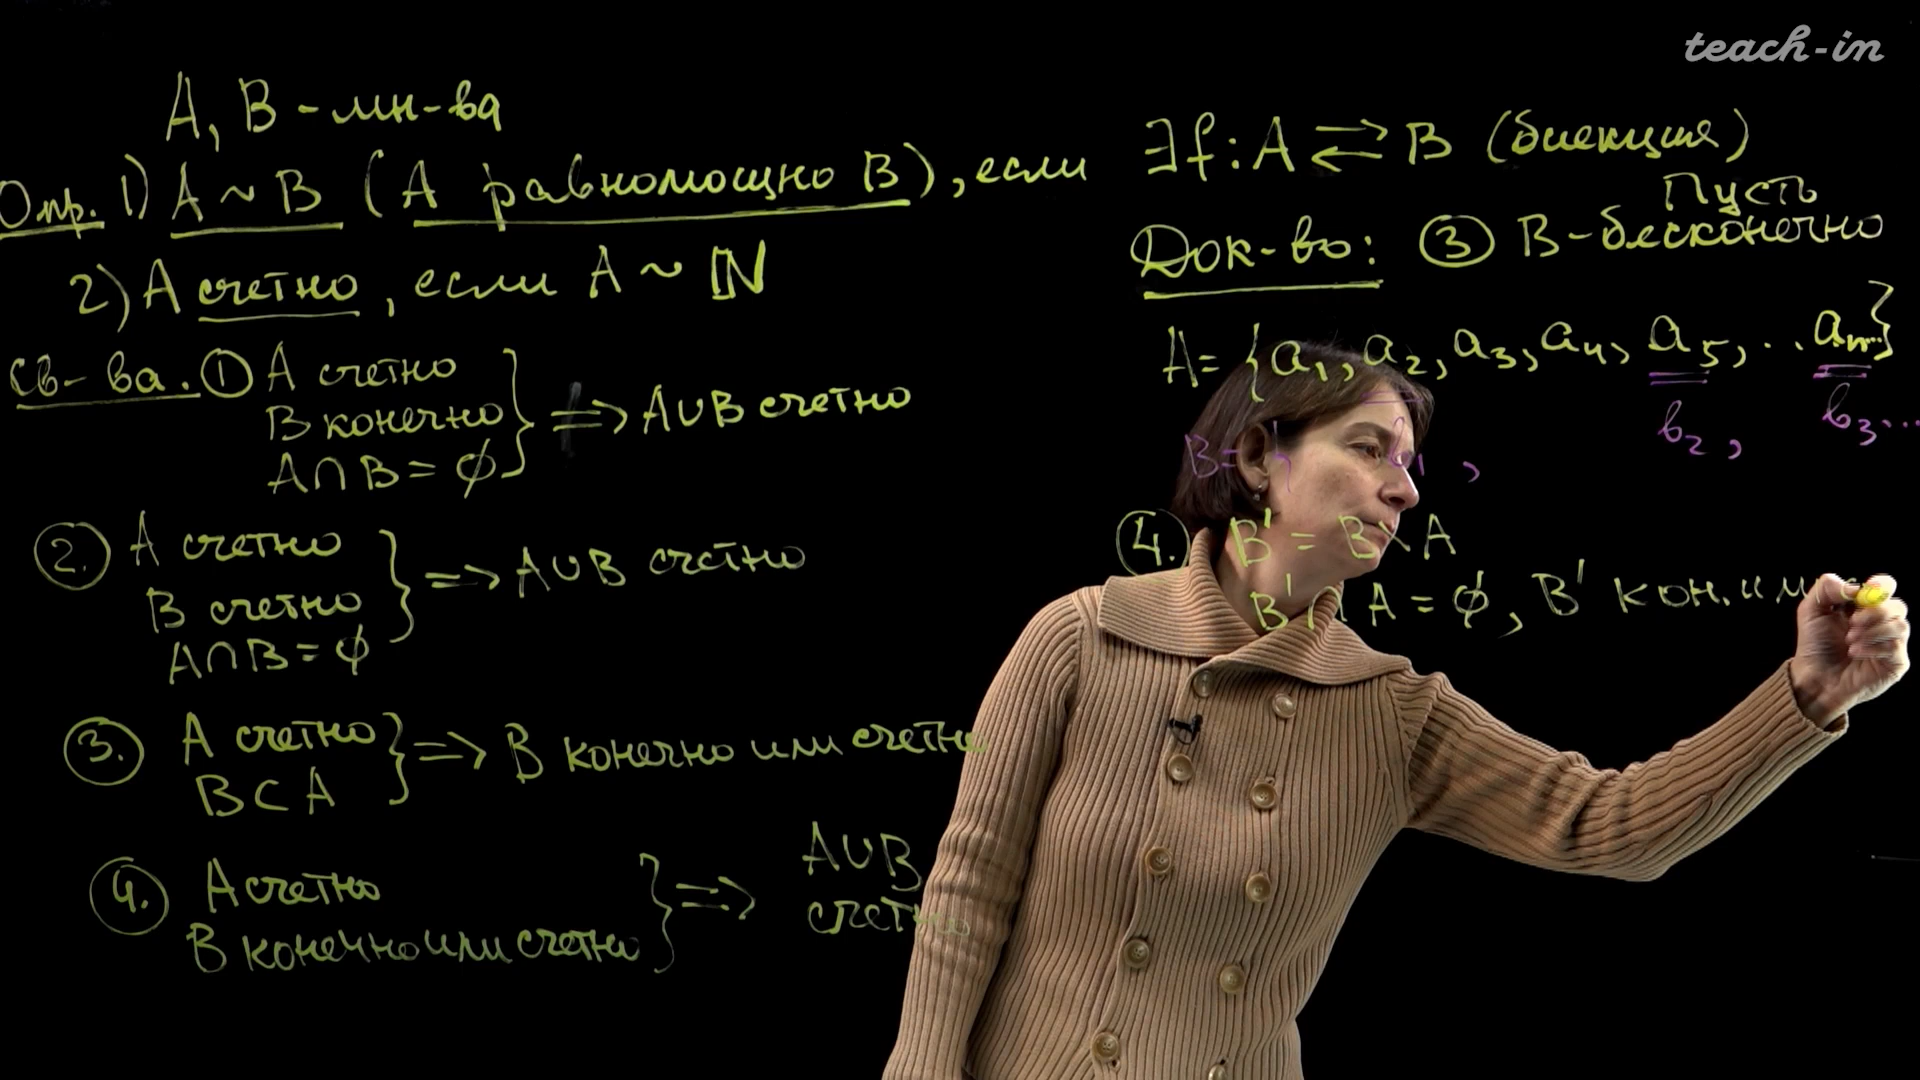 teach-in
А, В - мн-ва
Опр. 1) А ~ В (А равномощно В), если ∃f: А ⇄ В (биекция)
2) А счетно, если А ~ ℕ
Св-ва. ① А счетно
В конечно
А∩В = ∅ } => А∪В счетно
②. А счетно
В счетно
А∩В = ∅ } => А∪В счетно
③. А счетно
В ⊂ А } => В конечно или счетно
④. А счетно
В конечно или счетно } => А∪В
счетно
Док-во: ③ Пусть
В - бесконечно
А = {a₁, a₂, a₃, a₄, a₅, ... aₙ...}
В = { b₁, b₂, b₃...
④. В' = В \ А
В' ∩ А = ∅, В' кон. или